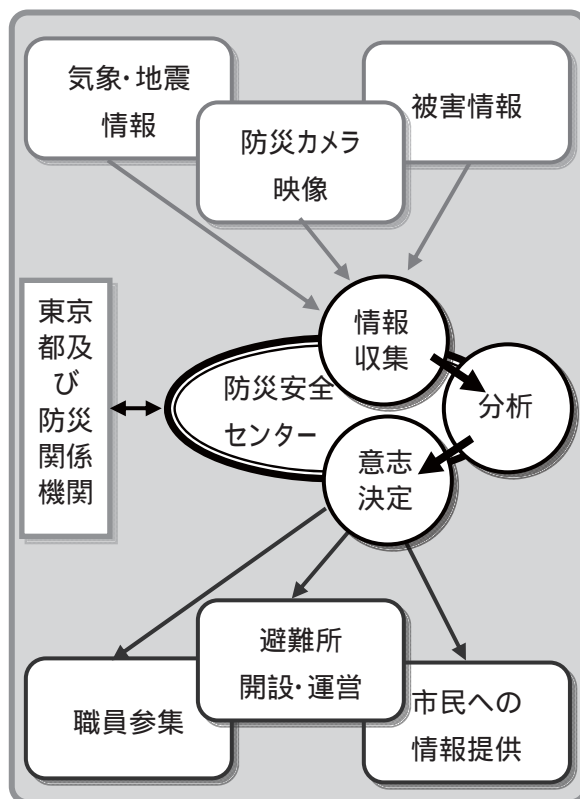 気象・地震
情報
防災カメラ
映像
被害情報
東京
都及
び
防災
関係
機関
防災安全
センター
情報
収集
分析
意志
決定
職員参集
避難所
開設・運営
市民への
情報提供